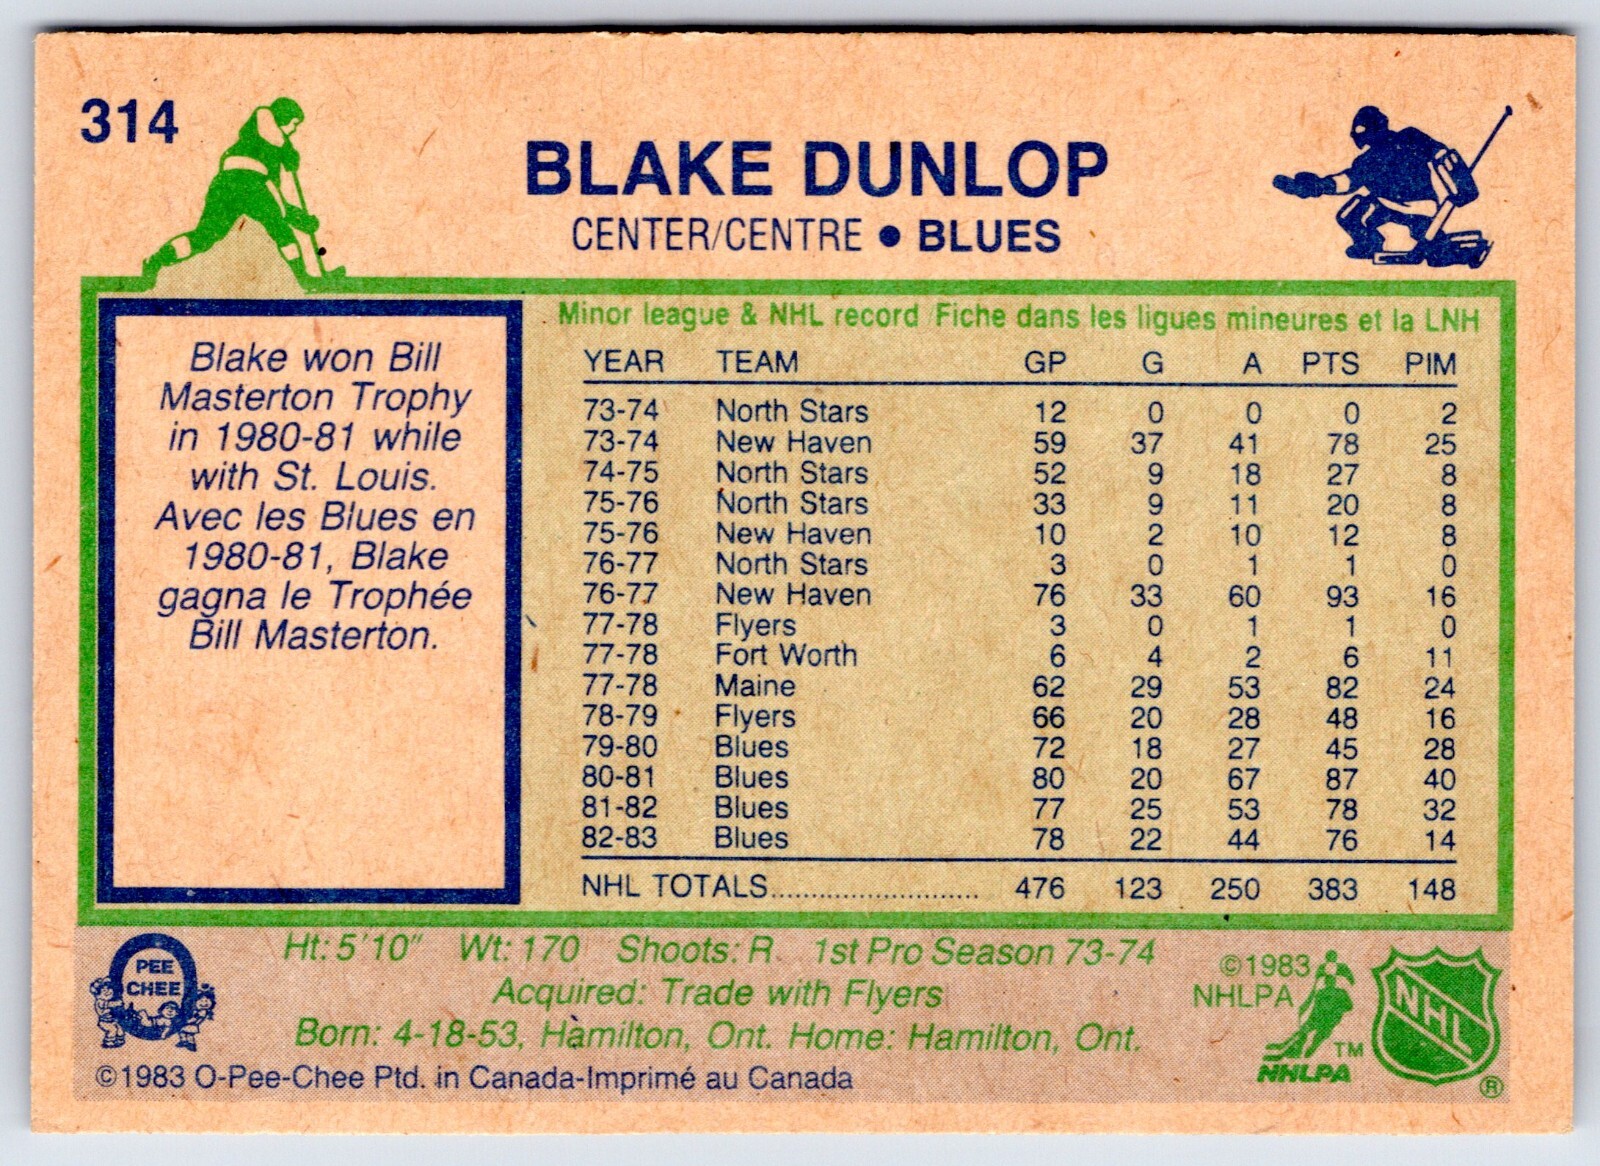 314
BLAKE DUNLOP
CENTER/CENTRE • BLUES
Blake won Bill
Masterton Trophy
in 1980-81 while
with St. Louis.
Avec les Blues en
1980-81, Blake
gagna le Trophée
Bill Masterton.
Minor league & NHL record/Fiche dans les ligues mineures et la LNH
YEAR TEAM GP G A PTS PIM
73-74 North Stars 12 0 0 0 2
73-74 New Haven 59 37 41 78 25
74-75 North Stars 52 9 18 27 8
75-76 North Stars 33 9 11 20 8
75-76 New Haven 10 2 10 12 8
76-77 North Stars 3 0 1 1 0
76-77 New Haven 76 33 60 93 16
77-78 Flyers 3 0 1 1 0
77-78 Fort Worth 6 4 2 6 11
77-78 Maine 62 29 53 82 24
78-79 Flyers 66 20 28 48 16
79-80 Blues 72 18 27 45 28
80-81 Blues 80 20 67 87 40
81-82 Blues 77 25 53 78 32
82-83 Blues 78 22 44 76 14
NHL TOTALS......................... 476 123 250 383 148
Ht: 5'10" Wt: 170 Shoots: R 1st Pro Season 73-74
Acquired: Trade with Flyers
Born: 4-18-53, Hamilton, Ont. Home: Hamilton, Ont.
©1983 O-Pee-Chee Ptd. in Canada-Imprimé au Canada
PEE
CHEE
©1983
NHLPA
TM
NHLPA
NHL
®